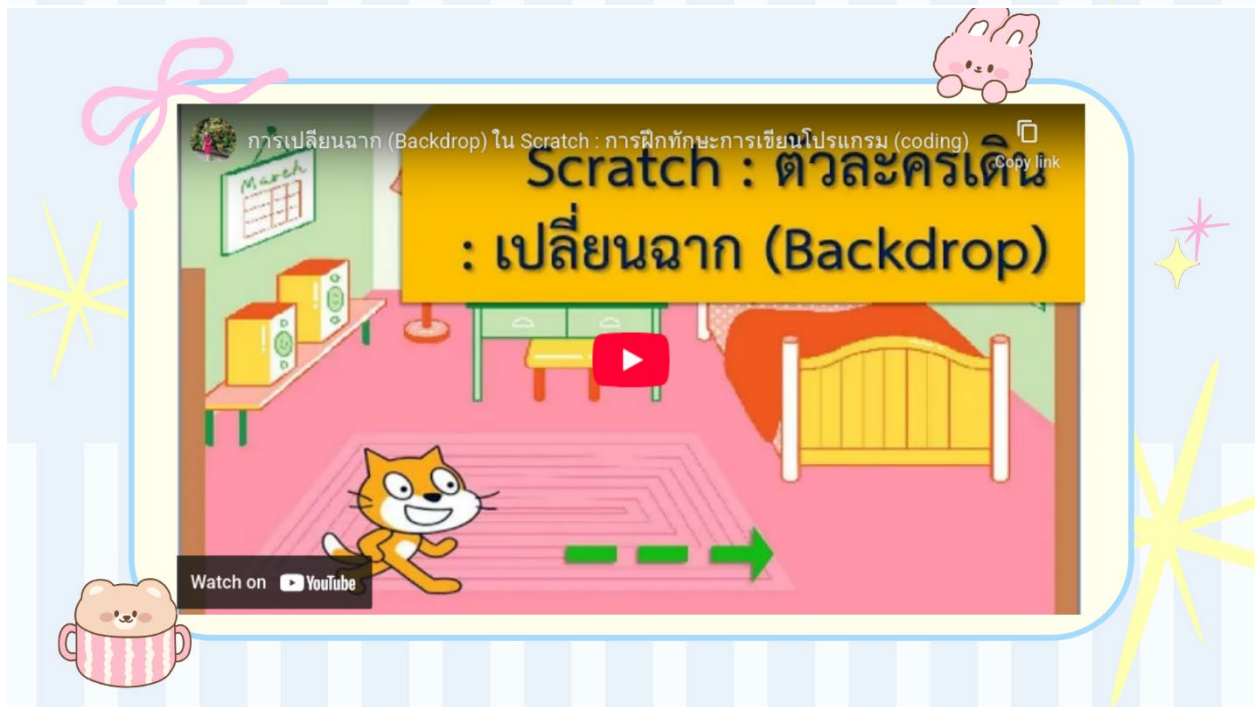 การเปลี่ยนฉาก (Backdrop) ใน Scratch : การฝึกทักษะการเขียนโปรแกรม (coding)
Copy link
Scratch : ตัวละครเดิน
: เปลี่ยนฉาก (Backdrop)
March
Watch on YouTube